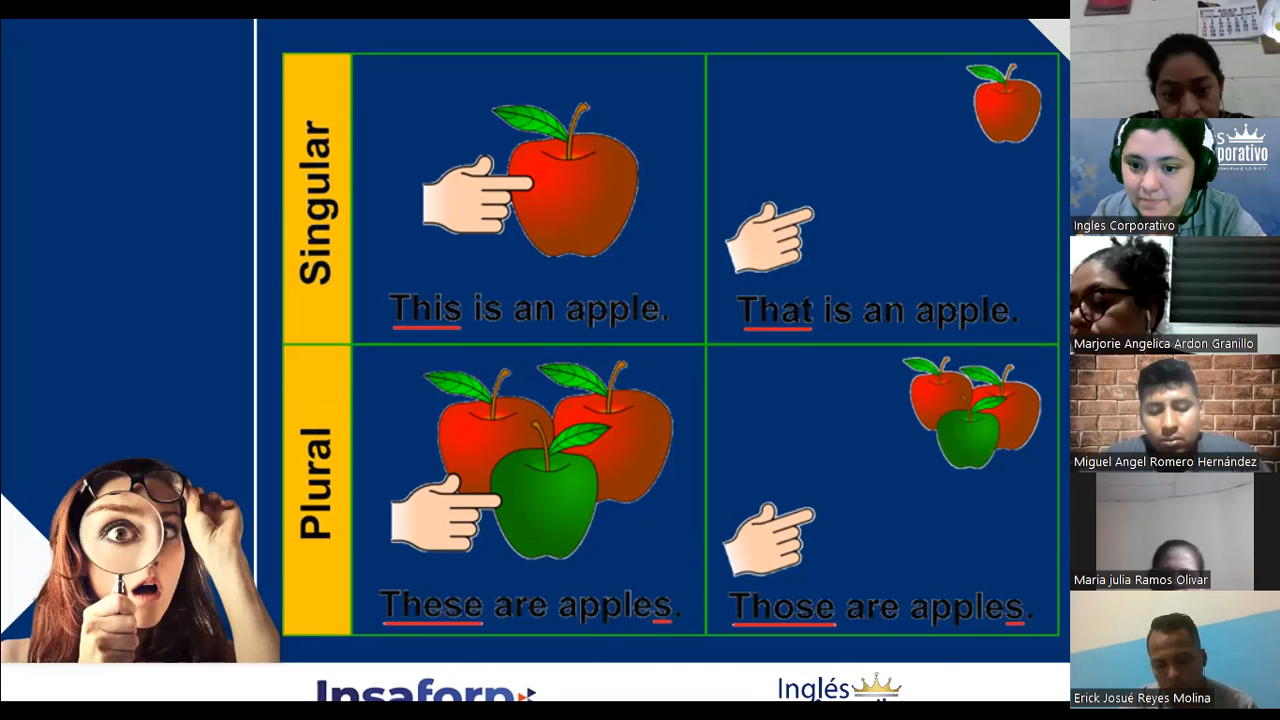 Singular
This is an apple.
That is an apple.
Plural
These are apples.
Those are apples.
Insaforp
Inglés
S
porativo
Ingles Corporativo
Marjorie Angelica Ardon Granillo
Miguel Angel Romero Hernández
Maria julia Ramos Olivar
Erick Josué Reyes Molina